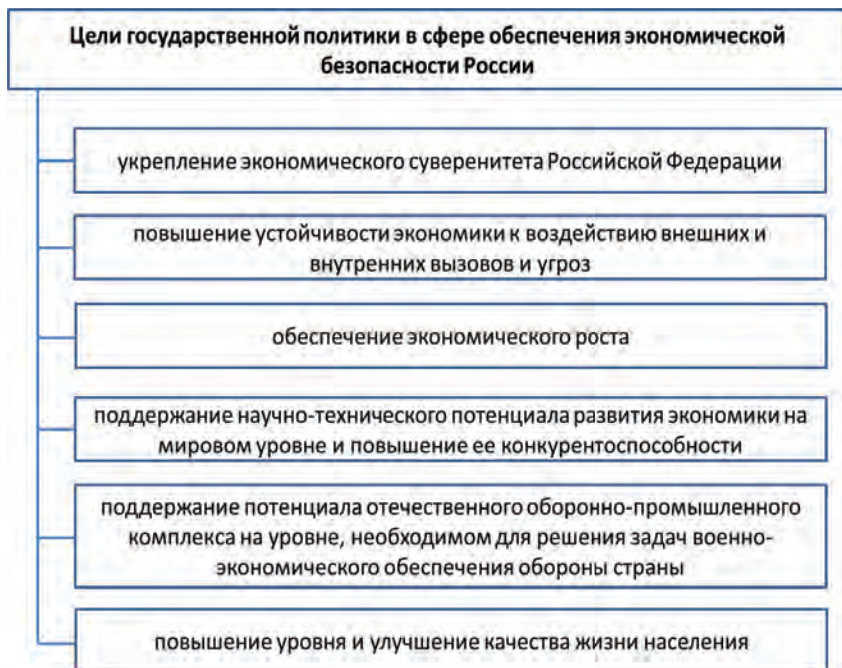 Цели государственной политики в сфере обеспечения экономической
безопасности России
укрепление экономического суверенитета Российской Федерации
повышение устойчивости экономики к воздействию внешних и
внутренних вызовов и угроз
обеспечение экономического роста
поддержание научно-технического потенциала развития экономики на
мировом уровне и повышение ее конкурентоспособности
поддержание потенциала отечественного оборонно-промышленного
комплекса на уровне, необходимом для решения задач военно-
экономического обеспечения обороны страны
повышение уровня и улучшение качества жизни населения